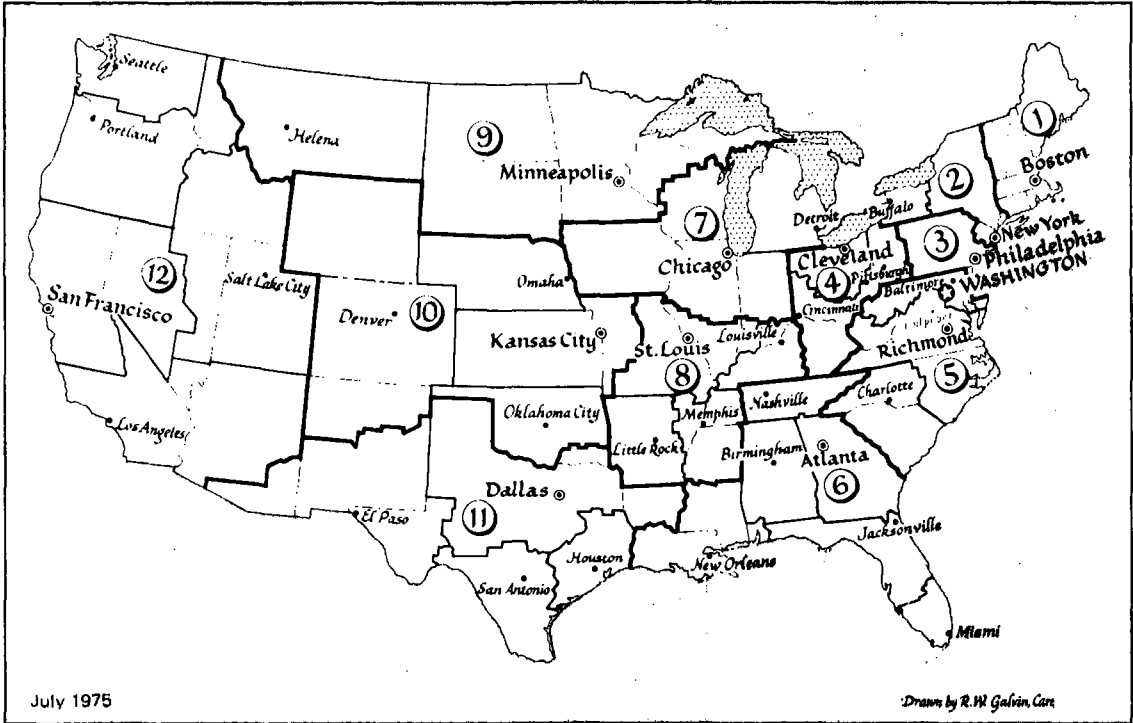 Seattle
Portland
Helena
9
Minneapolis
1
Boston
2
Detroit
Buffalo
New York
7
3
Philadelphia
Cleveland
Chicago
Pittsburgh
WASHINGTON
4
Baltimore
Cincinnati
12
Salt Lake City
Omaha
San Francisco
Denver
10
Kansas City
St. Louis
Louisville
Richmond
8
5
Charlotte
Nashville
Memphis
Oklahoma City
Los Angeles
Little Rock
Birmingham
Atlanta
6
Dallas
11
El Paso
Jacksonville
Houston
New Orleans
San Antonio
Miami
July 1975
Drawn by R.W. Galvin, Cart.